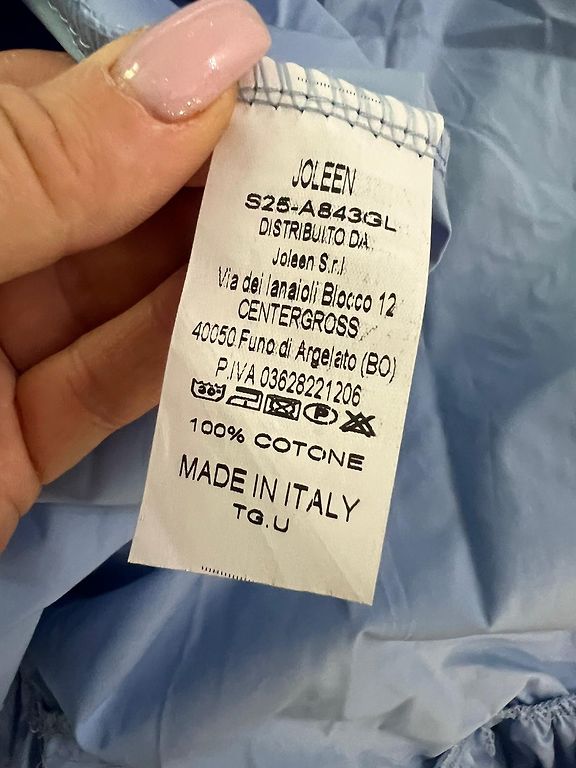 JOLEEN
S25-A843GL
DISTRIBUITO DA
Joleen S.r.l
Via dei lanaioli Blocco 12
CENTERGROSS
40050 Funo di Argelato (BO)
P.IVA 03628221206
30° P
100% COTONE
MADE IN ITALY
TG.U